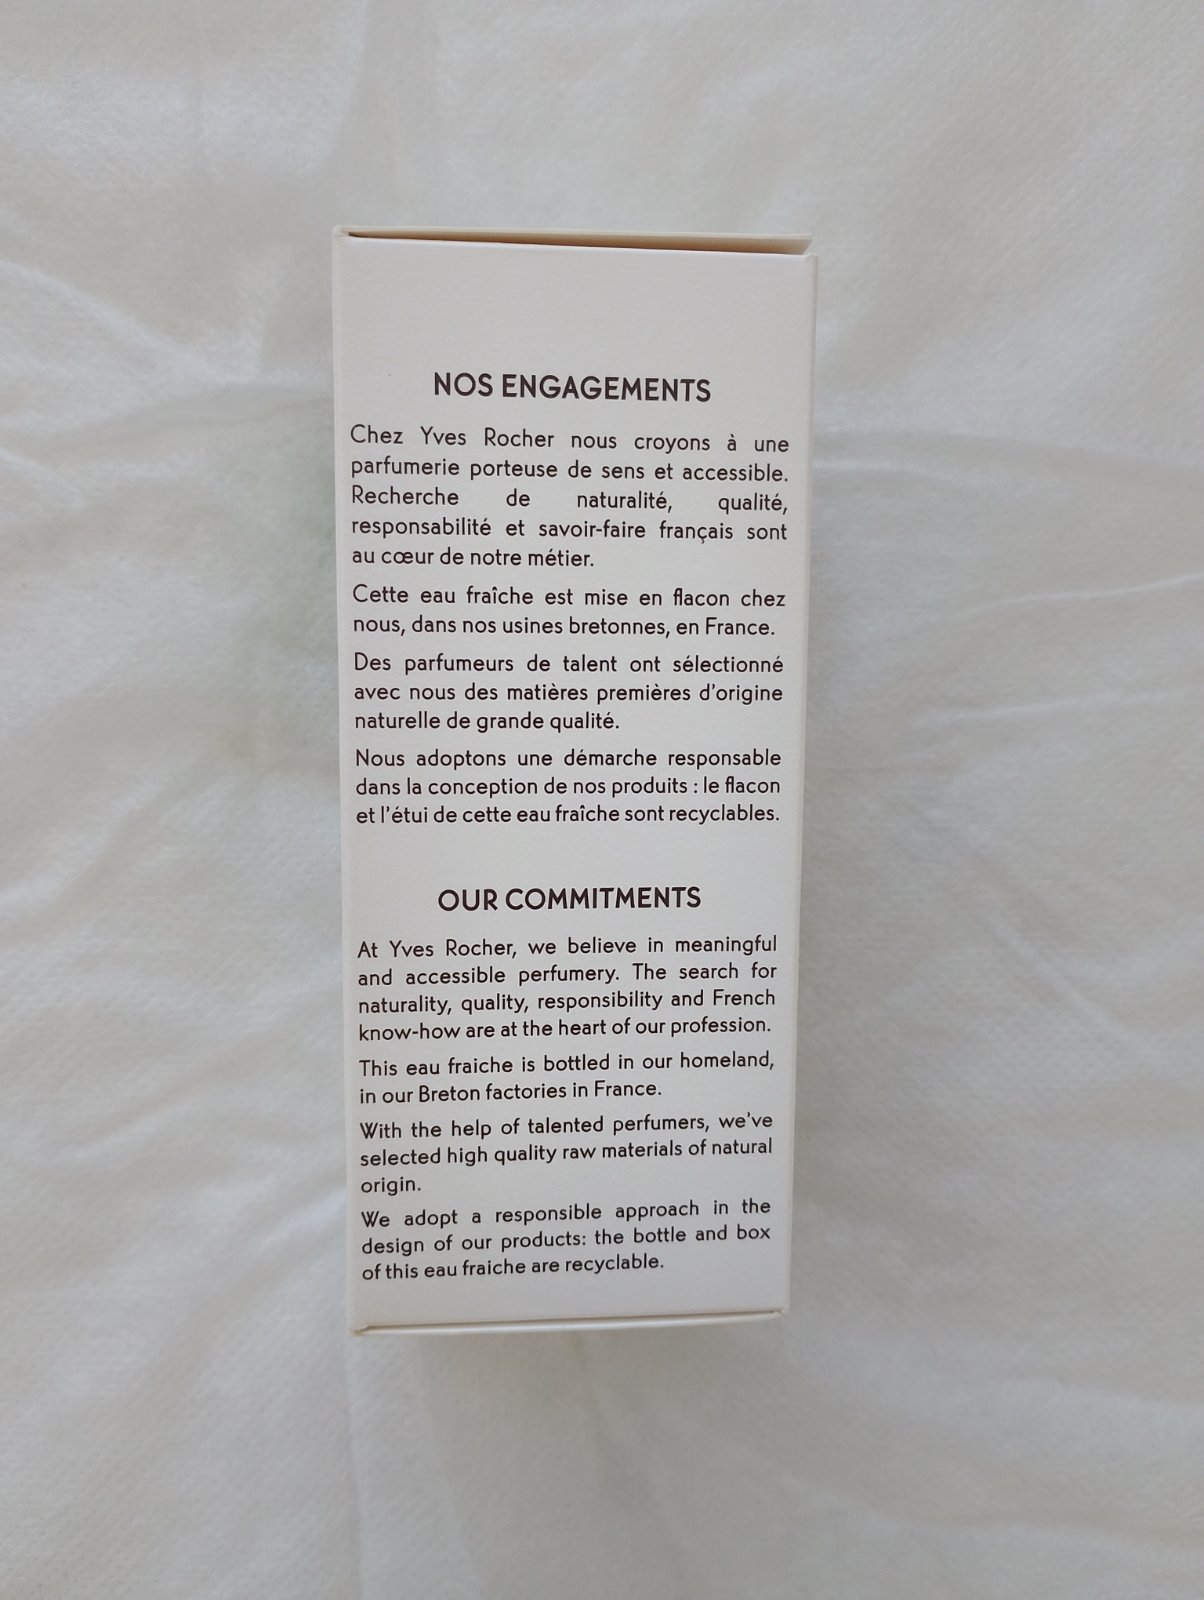 NOS ENGAGEMENTS
Chez Yves Rocher nous croyons à une
parfumerie porteuse de sens et accessible.
Recherche de naturalité, qualité,
responsabilité et savoir-faire français sont
au cœur de notre métier.
Cette eau fraîche est mise en flacon chez
nous, dans nos usines bretonnes, en France.
Des parfumeurs de talent ont sélectionné
avec nous des matières premières d'origine
naturelle de grande qualité.
Nous adoptons une démarche responsable
dans la conception de nos produits : le flacon
et l'étui de cette eau fraîche sont recyclables.
OUR COMMITMENTS
At Yves Rocher, we believe in meaningful
and accessible perfumery. The search for
naturality, quality, responsibility and French
know-how are at the heart of our profession.
This eau fraiche is bottled in our homeland,
in our Breton factories in France.
With the help of talented perfumers, we've
selected high quality raw materials of natural
origin.
We adopt a responsible approach in the
design of our products: the bottle and box
of this eau fraiche are recyclable.